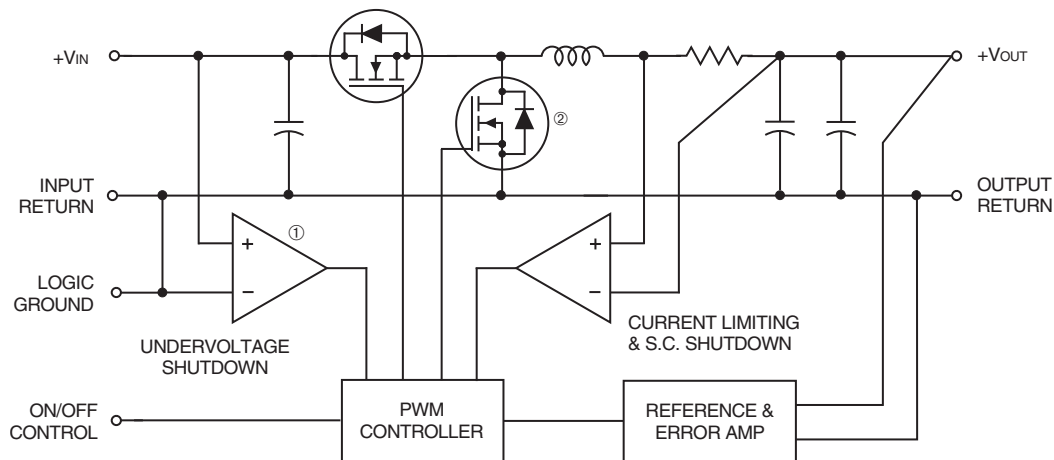 +VIN
+VOUT
②
INPUT
RETURN
OUTPUT
RETURN
①
+
−
+
−
LOGIC
GROUND
UNDERVOLTAGE
SHUTDOWN
CURRENT LIMITING
& S.C. SHUTDOWN
ON/OFF
CONTROL
PWM
CONTROLLER
REFERENCE &
ERROR AMP